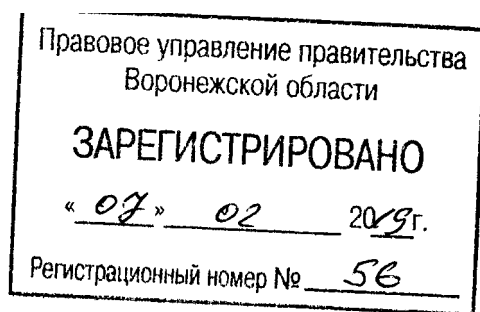 Правовое управление правительства
Воронежской области
ЗАРЕГИСТРИРОВАНО
« 07 » 02 2019 г.
Регистрационный номер № 56